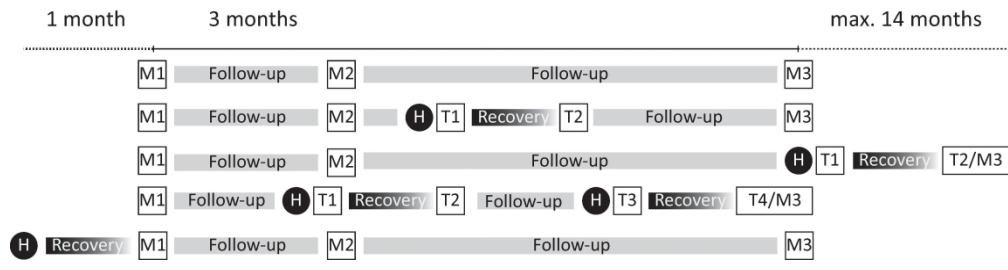 1 month 3 months max. 14 months
M1 Follow-up M2 Follow-up M3
M1 Follow-up M2 H T1 Recovery T2 Follow-up M3
M1 Follow-up M2 Follow-up H T1 Recovery T2/M3
M1 Follow-up H T1 Recovery T2 Follow-up H T3 Recovery T4/M3
H Recovery M1 Follow-up M2 Follow-up M3